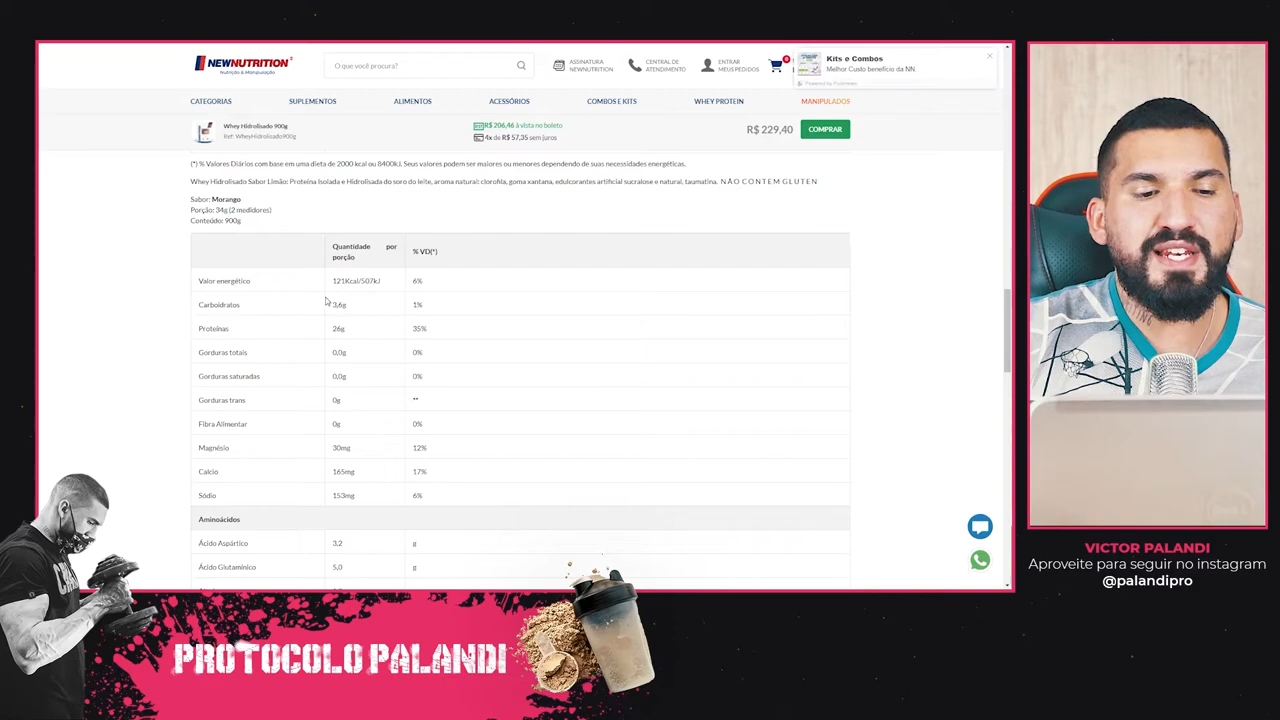 NEWNUTRITION
Nutrição & Manipulação
O que você procura?
ASSINATURA
NEWNUTRITION
CENTRAL DE
ATENDIMENTO
ENTRAR
MEUS PEDIDOS
0
Kits e Combos
Melhor Custo benefício da NN.
CATEGORIAS SUPLEMENTOS ALIMENTOS ACESSÓRIOS COMBOS E KITS WHEY PROTEIN MANIPULADOS
Whey Hidrolisado 900g
Ref: WheyHidrolisado900g
R$ 206,46 à vista no boleto
4x de R$ 57,35 sem juros
R$ 229,40
COMPRAR
(*) % Valores Diários com base em uma dieta de 2000 kcal ou 8400kJ. Seus valores podem ser maiores ou menores dependendo de suas necessidades energéticas.
Whey Hidrolisado Sabor Limão: Proteína Isolada e Hidrolisada do soro do leite, aroma natural: clorofila, goma xantana, edulcorantes artificial sucralose e natural, taumatina. N Ã O C O N T E M G L U T E N
Sabor: Morango
Porção: 34g (2 medidores)
Conteúdo: 900g
Quantidade por
porção
% VD(*)
Valor energético 121Kcal/507kJ 6%
Carboidratos 3,6g 1%
Proteínas 26g 35%
Gorduras totais 0,0g 0%
Gorduras saturadas 0,0g 0%
Gorduras trans 0g **
Fibra Alimentar 0g 0%
Magnésio 30mg 12%
Calcio 165mg 17%
Sódio 153mg 6%
Aminoácidos
Ácido Aspártico 3,2 g
Ácido Glutamínico 5,0 g
VICTOR PALANDI
Aproveite para seguir no instagram
@palandipro
PROTOCOLO PALANDI